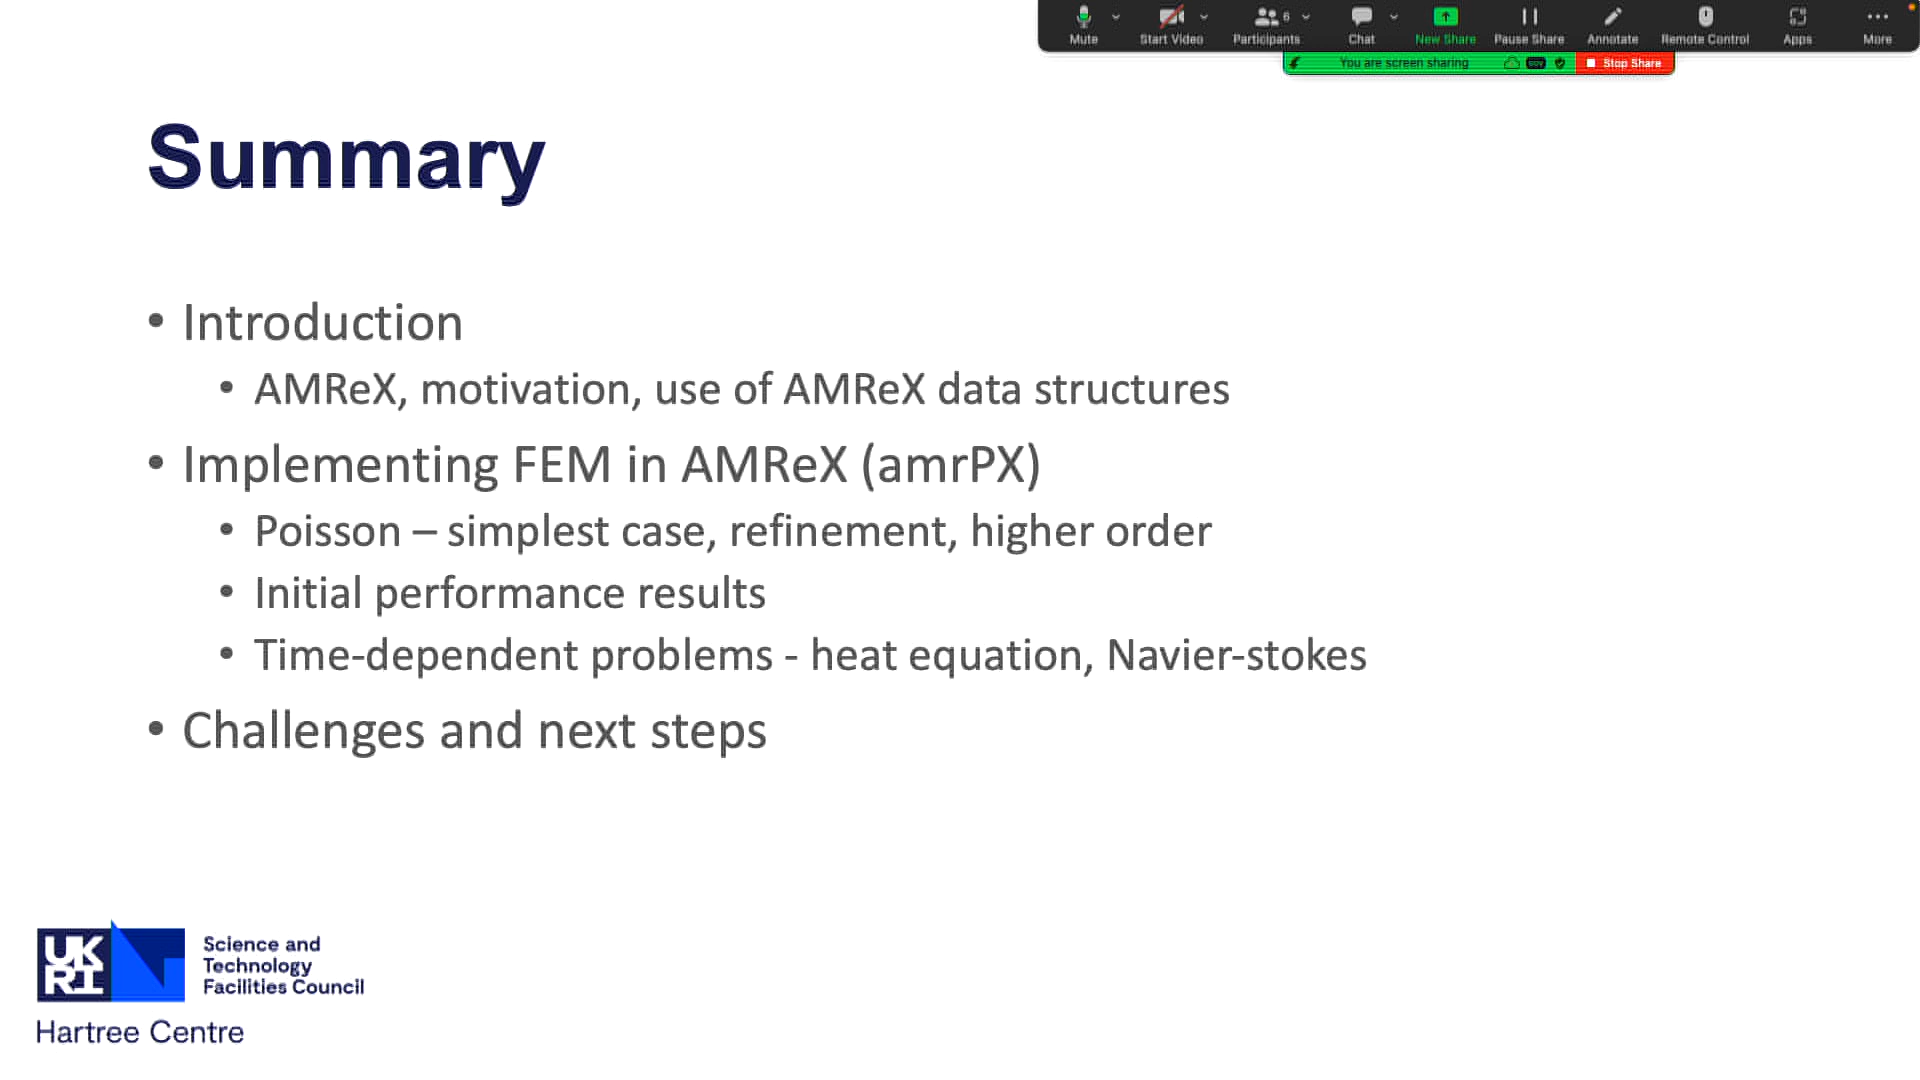 Mute
Start Video
Participants
6
Chat
New Share
Pause Share
Annotate
Remote Control
Apps
More
You are screen sharing
Stop Share
Summary
• Introduction
• AMReX, motivation, use of AMReX data structures
• Implementing FEM in AMReX (amrPX)
• Poisson – simplest case, refinement, higher order
• Initial performance results
• Time-dependent problems - heat equation, Navier-stokes
• Challenges and next steps
UK
RI
Science and
Technology
Facilities Council
Hartree Centre